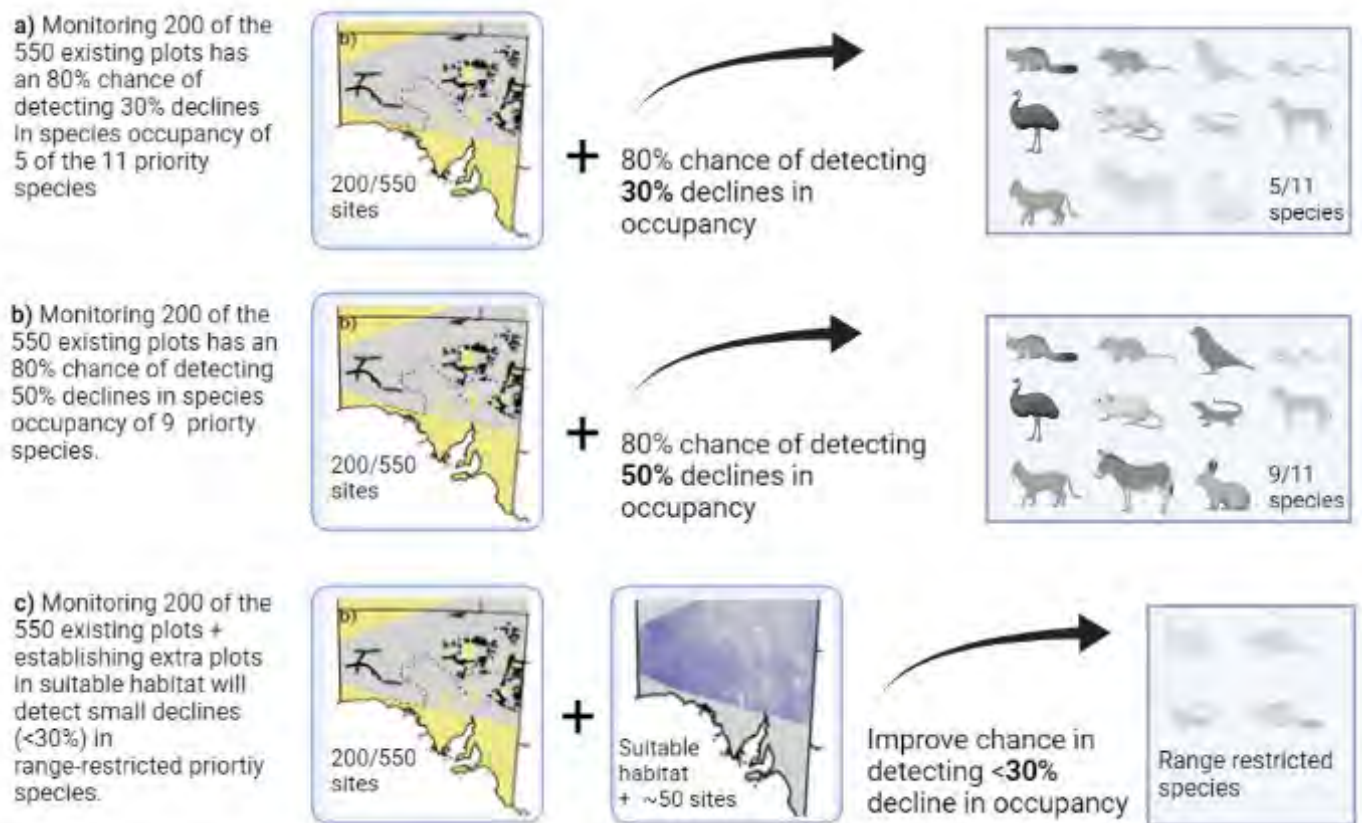 a) Monitoring 200 of the
550 existing plots has
an 80% chance of
detecting 30% declines
in species occupancy of
5 of the 11 priority
species
b)
200/550
sites
+
80% chance of detecting
30% declines in
occupancy
5/11
species
b) Monitoring 200 of the
550 existing plots has an
80% chance of detecting
50% declines in species
occupancy of 9 priorty
species.
b)
200/550
sites
+
80% chance of detecting
50% declines in
occupancy
9/11
species
c) Monitoring 200 of the
550 existing plots +
establishing extra plots
in suitable habitat will
detect small declines
(<30%) in
range-restricted priortiy
species.
b)
200/550
sites
+
Suitable
habitat
+ ~50 sites
Improve chance in
detecting <30%
decline in occupancy
Range restricted
species